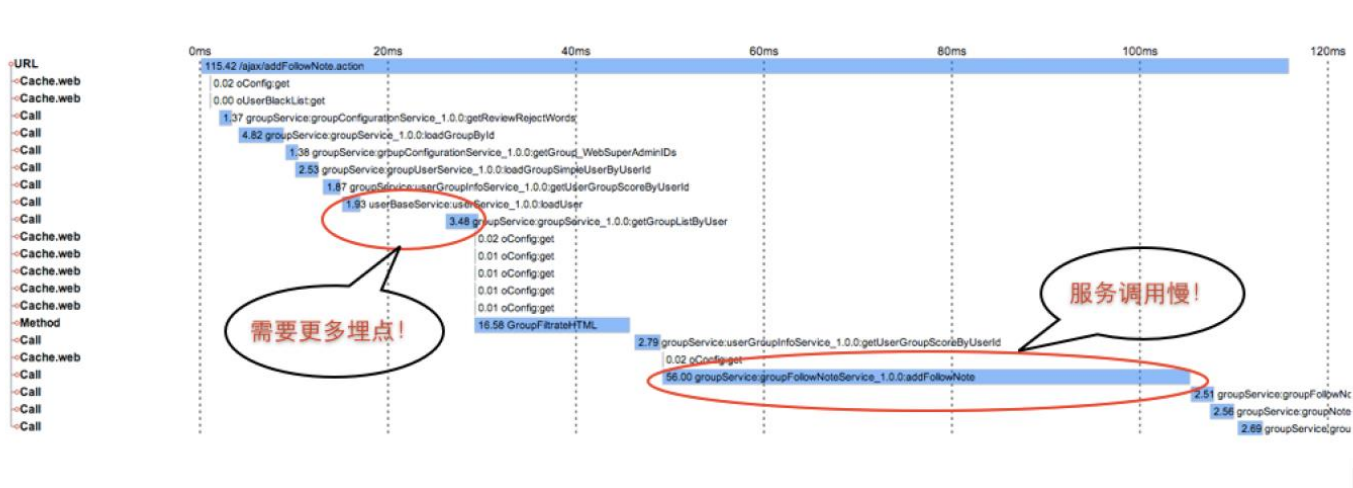 0ms 20ms 40ms 60ms 80ms 100ms 120ms
URL 115.42 /ajax/addFollowNote.action
Cache.web 0.02 oConfig:get
Cache.web 0.00 oUserBlackList:get
Call 1.37 groupService:groupConfigurationService_1.0.0:getReviewRejectWords
Call 4.82 groupService:groupService_1.0.0:loadGroupById
Call 1.38 groupService:groupConfigurationService_1.0.0:getGroup_WebSuperAdminIDs
Call 2.53 groupService:groupUserService_1.0.0:loadGroupSimpleUserByUserId
Call 1.87 groupService:userGroupInfoService_1.0.0:getUserGroupScoreByUserId
Call 1.93 userBaseService:userService_1.0.0:loadUser
Call 3.48 groupService:groupService_1.0.0:getGroupListByUser
Cache.web 0.02 oConfig:get
Cache.web 0.01 oConfig:get
Cache.web 0.01 oConfig:get
Cache.web 0.01 oConfig:get
Cache.web 0.01 oConfig:get
Method 16.58 GroupFiltrateHTML
Call 2.79 groupService:userGroupInfoService_1.0.0:getUserGroupScoreByUserId
Cache.web 0.02 oConfig:get
Call 56.00 groupService:groupFollowNoteService_1.0.0:addFollowNote
Call 2.51 groupService:groupFollowNo
Call 2.56 groupService:groupNote
Call 2.69 groupService:grou
需要更多埋点!
服务调用慢!